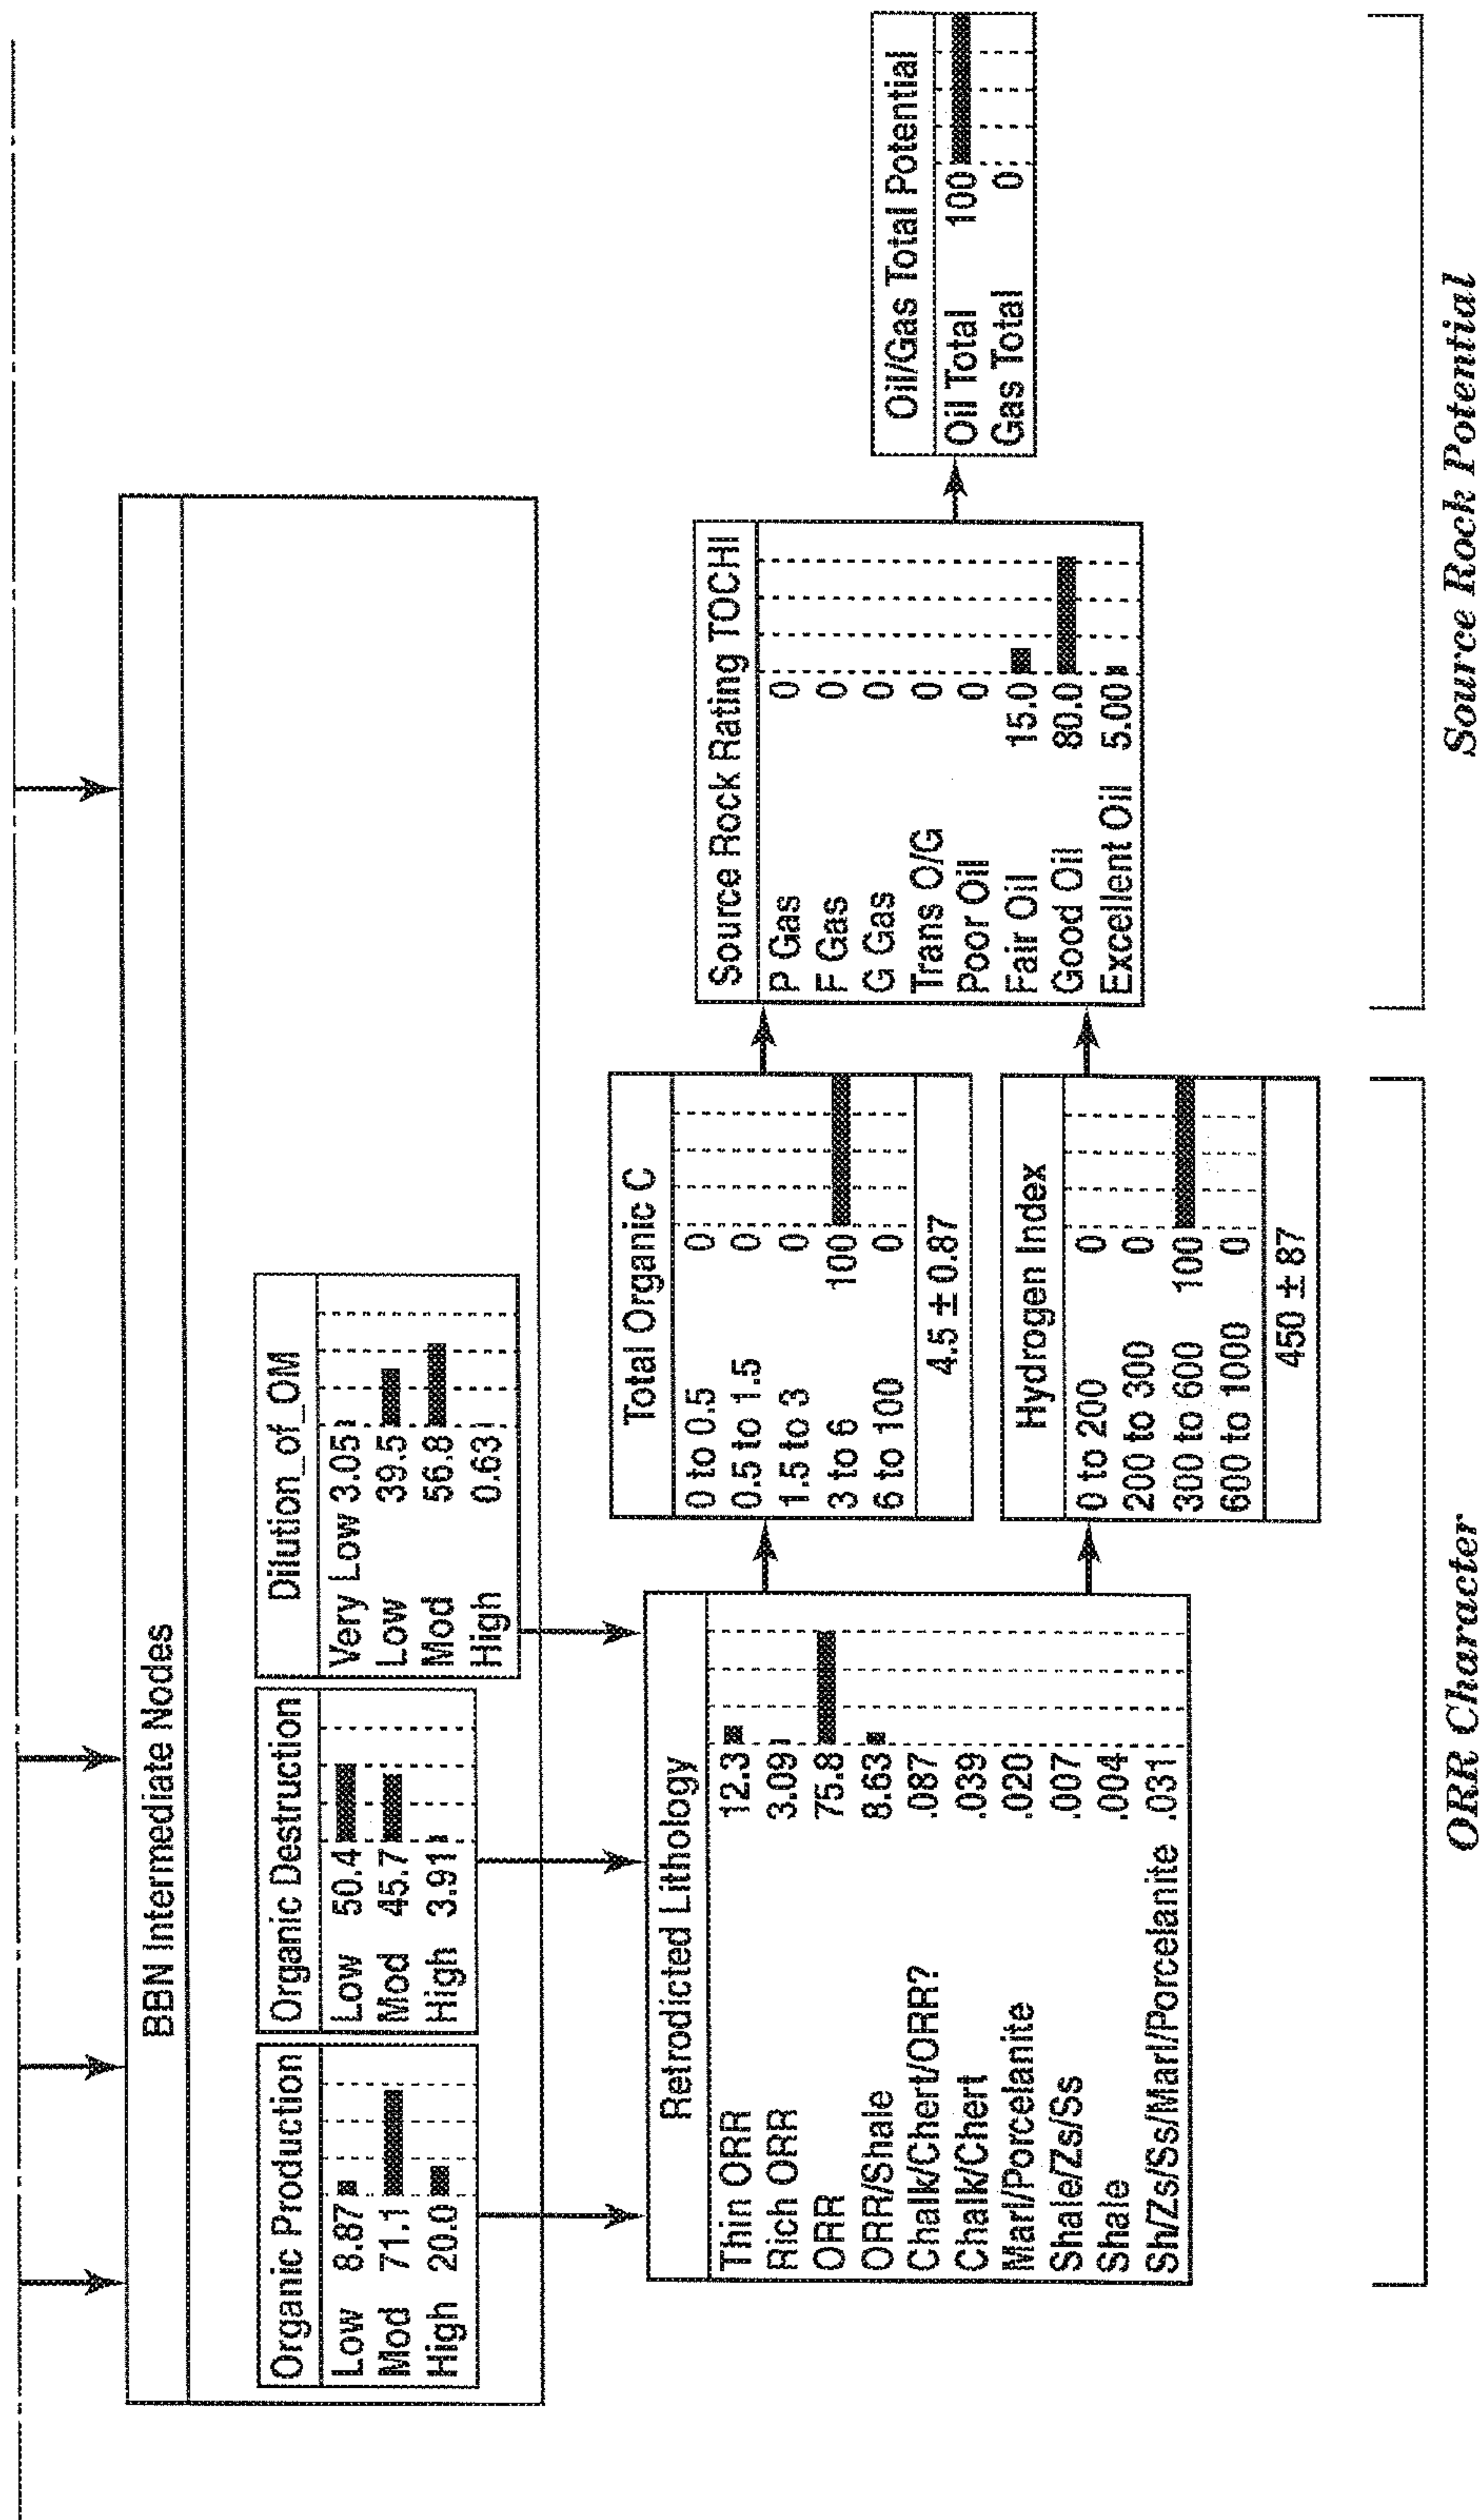 BBN Intermediate Nodes
Organic Production
Low 8.87
Mod 71.1
High 20.0
Organic Destruction
Low 50.4
Mod 45.7
High 3.91
Dilution_of_OM
Very Low 3.05
Low 39.5
Mod 56.8
High 0.63
Retrodicted Lithology
Thin ORR 12.3
Rich ORR 3.09
ORR 75.8
ORR/Shale 8.63
Chalk/Chert/ORR? .087
Chalk/Chert .039
Marl/Porcelanite .020
Shale/Zs/Ss .007
Shale .004
Sh/Zs/Ss/Marl/Porcelanite .031
Total Organic C
0 to 0.5 0
0.5 to 1.5 0
1.5 to 3 0
3 to 6 100
6 to 100 0
4.5 ± 0.87
Hydrogen Index
0 to 200 0
200 to 300 0
300 to 600 100
600 to 1000 0
450 ± 87
Source Rock Rating TOCHI
P Gas 0
F Gas 0
G Gas 0
Trans O/G 0
Poor Oil 0
Fair Oil 15.0
Good Oil 80.0
Excellent Oil 5.00
Oil/Gas Total Potential
Oil Total 100
Gas Total 0
ORR Character
Source Rock Potential